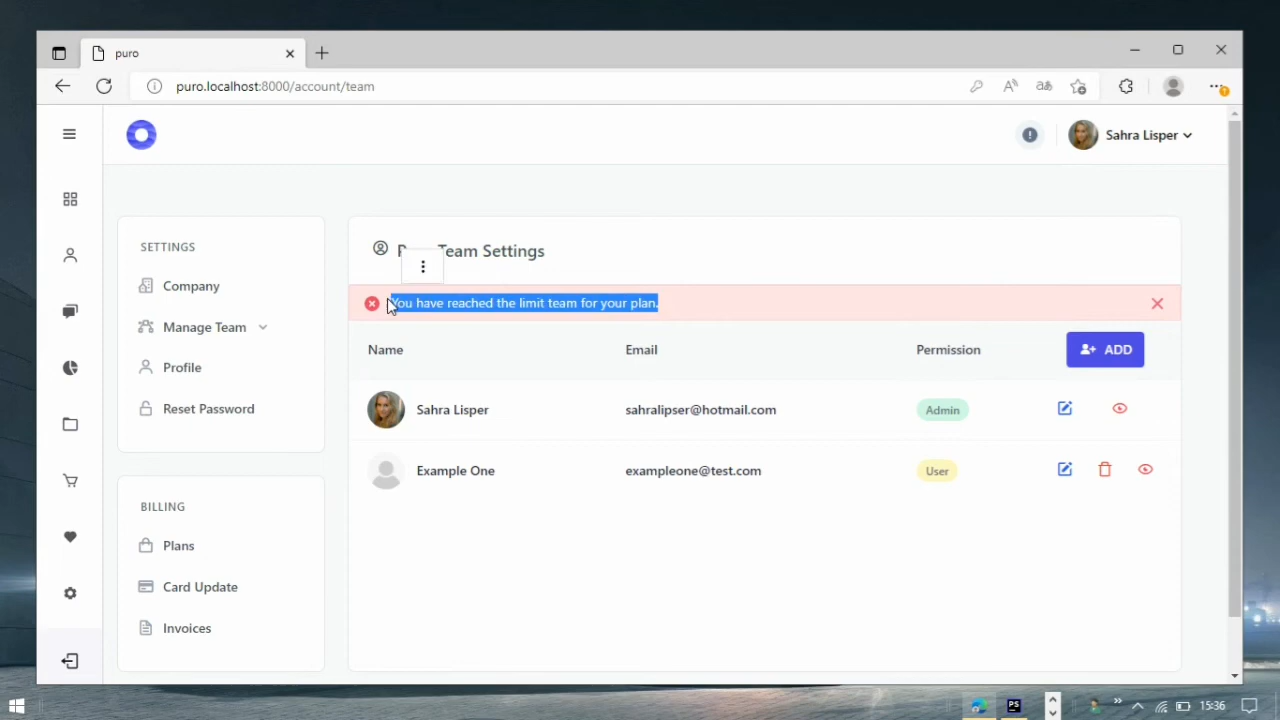 puro
puro.localhost:8000/account/team
Sahra Lisper
SETTINGS
Company
Manage Team
Profile
Reset Password
BILLING
Plans
Card Update
Invoices
Team Settings
You have reached the limit team for your plan.
Name Email Permission ADD
Sahra Lisper sahralipser@hotmail.com Admin
Example One exampleone@test.com User
PS
15:36